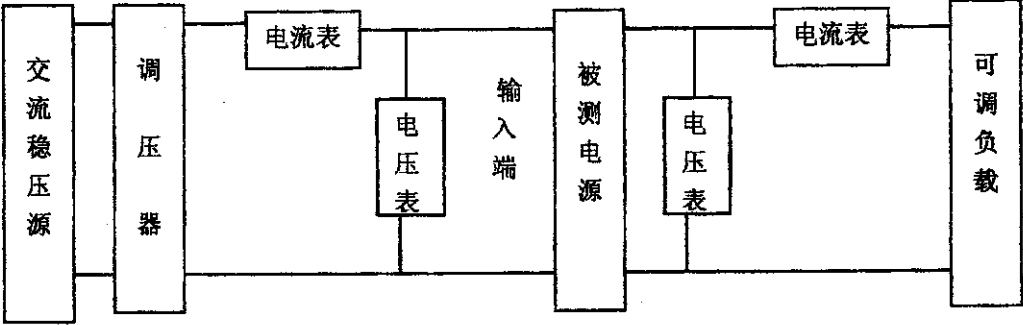 交流稳压源
调压器
电流表
电压表
输入端
被测电源
电压表
电流表
可调负载